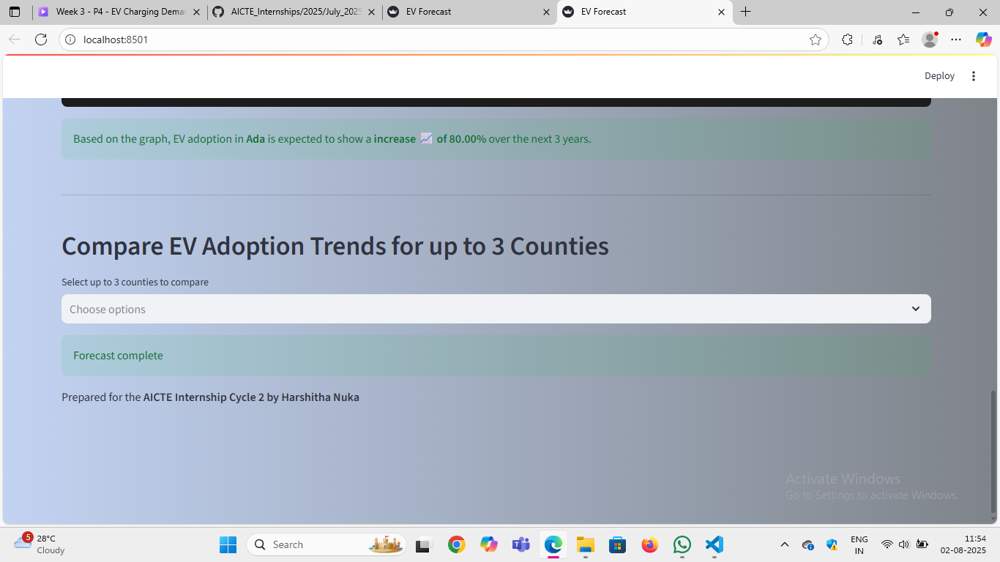 Week 3 - P4 - EV Charging Demar
AICTE_Internships/2025/July_2025
EV Forecast
EV Forecast
localhost:8501
Deploy
Based on the graph, EV adoption in Ada is expected to show a increase 📈 of 80.00% over the next 3 years.
Compare EV Adoption Trends for up to 3 Counties
Select up to 3 counties to compare
Choose options
Forecast complete
Prepared for the AICTE Internship Cycle 2 by Harshitha Nuka
Activate Windows
Go to Settings to activate Windows.
5
28°C
Cloudy
Search
ENG
IN
11:54
02-08-2025